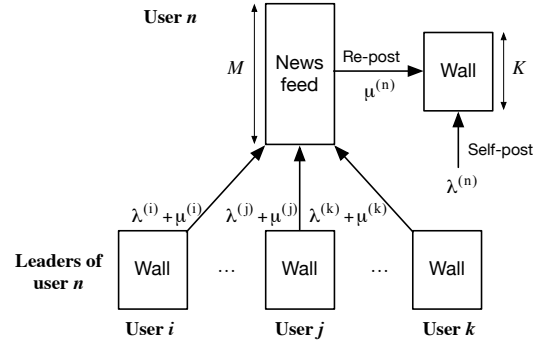 User n
M
News
feed
Re-post
μ(n)
Wall
K
Self-post
λ(n)
λ(i) + μ(i)
λ(j) + μ(j)
λ(k) + μ(k)
Leaders of
user n
Wall
...
Wall
...
Wall
User i
User j
User k